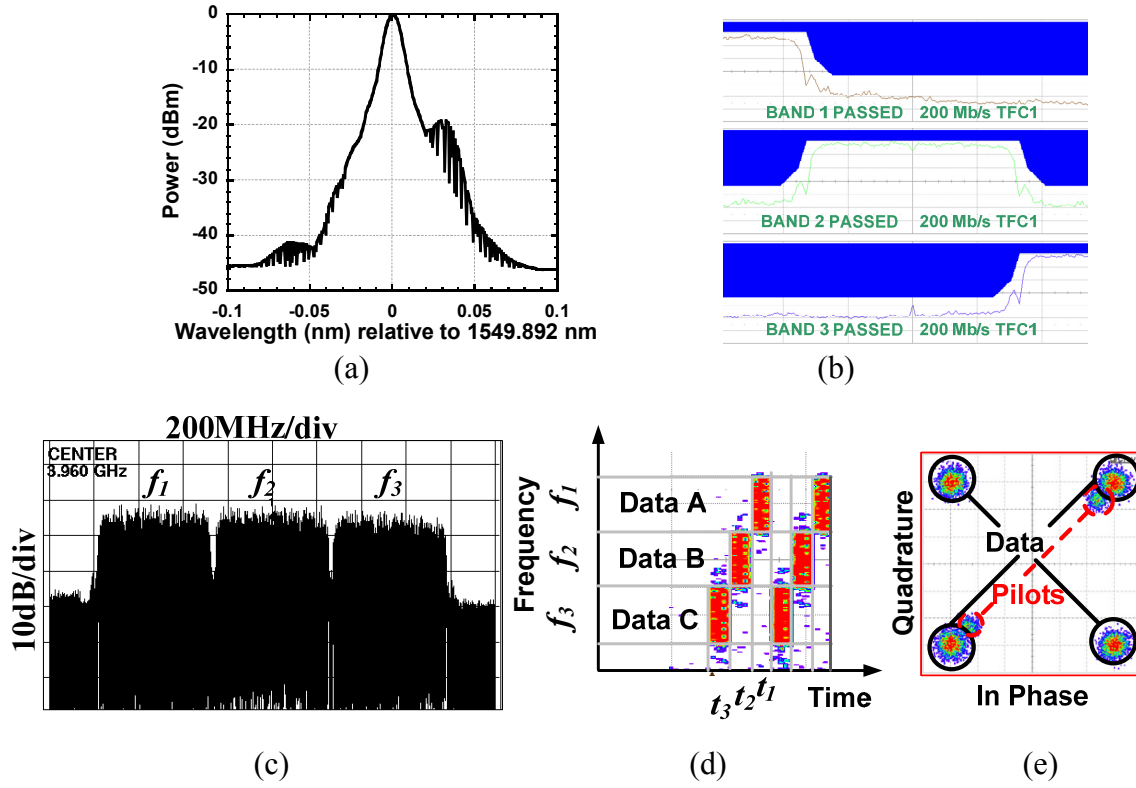 0
-10
-20
-30
-40
-50
Power (dBm)
-0.1 -0.05 0 0.05 0.1
Wavelength (nm) relative to 1549.892 nm
(a)
BAND 1 PASSED 200 Mb/s TFC1
BAND 2 PASSED 200 Mb/s TFC1
BAND 3 PASSED 200 Mb/s TFC1
(b)
200MHz/div
CENTER
3.960 GHz
f1 f2 f3
10dB/div
(c)
Frequency
f1
f2
f3
Data A
Data B
Data C
t3 t2 t1 Time
(d)
Quadrature
Data
Pilots
In Phase
(e)